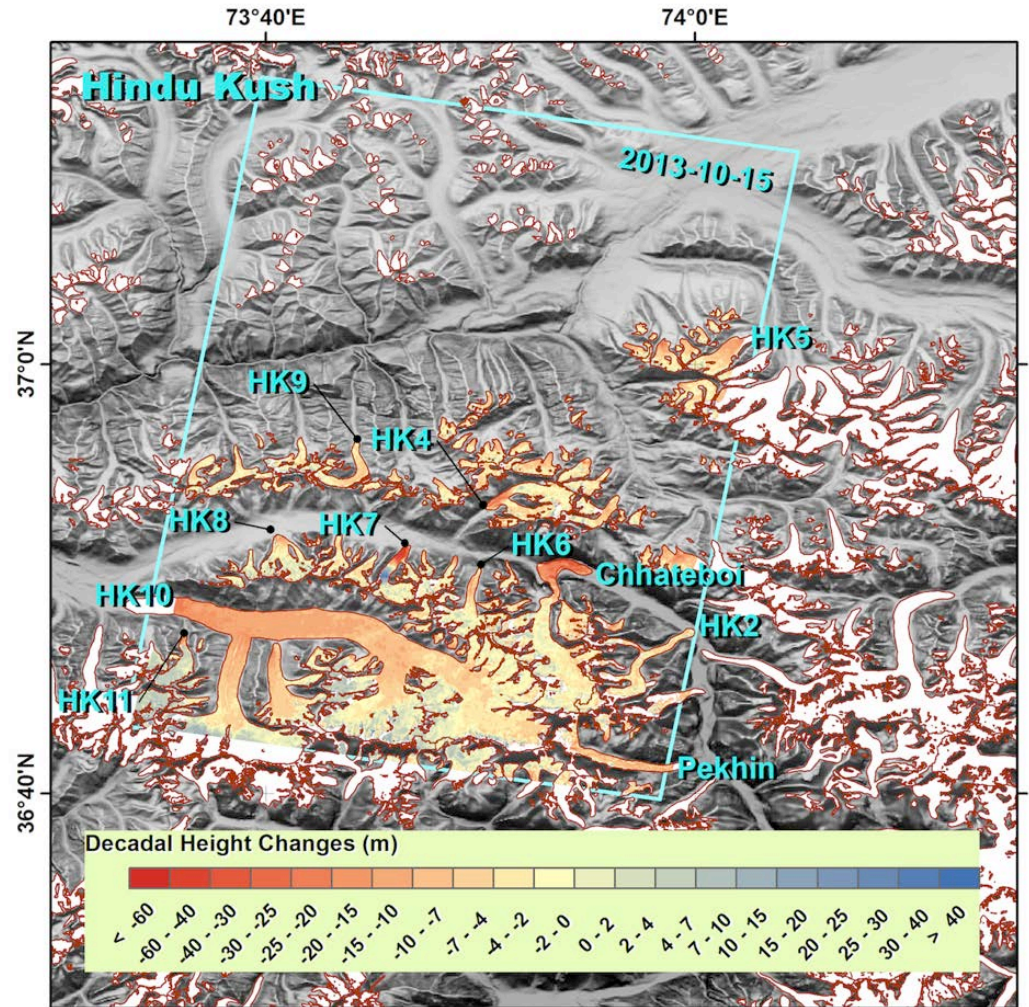 73°40'E
74°0'E
Hindu Kush
2013-10-15
HK5
37°0'N
HK9
HK4
HK8
HK7
HK6
Chhateboi
HK10
HK2
HK11
Pekhin
36°40'N
Decadal Height Changes (m)
< -60
-60 - -40
-40 - -30
-30 - -25
-25 - -20
-20 - -15
-15 - -10
-10 - -7
-7 - -4
-4 - -2
-2 - 0
0 - 2
2 - 4
4 - 7
7 - 10
10 - 15
15 - 20
20 - 25
25 - 30
30 - 40
> 40